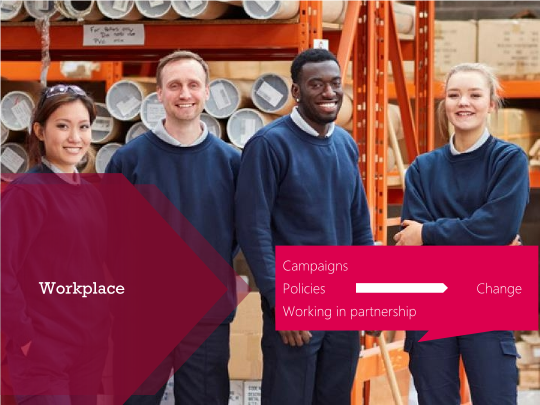 Workplace
Campaigns
Policies
Change
Working in partnership